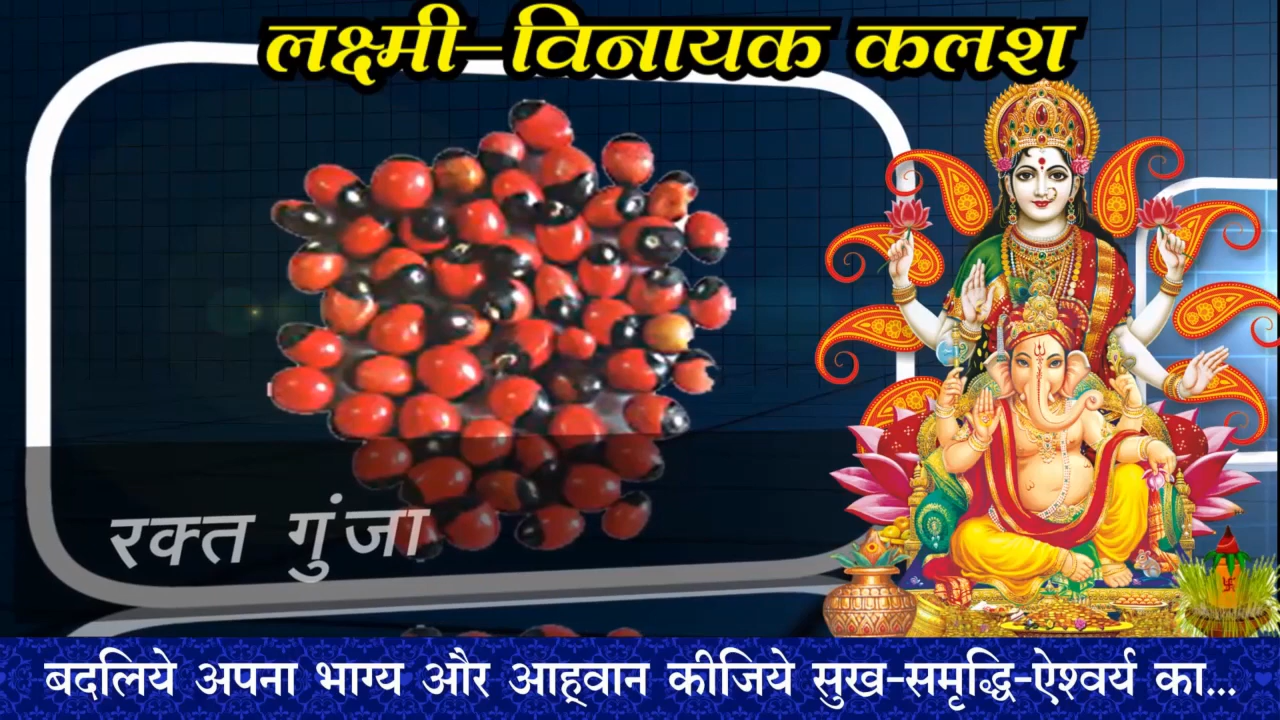 लक्ष्मी-विनायक कलश
रक्त गुंजा
बदलिये अपना भाग्य और आह्वान कीजिये सुख-समृद्धि-ऐश्वर्य का...